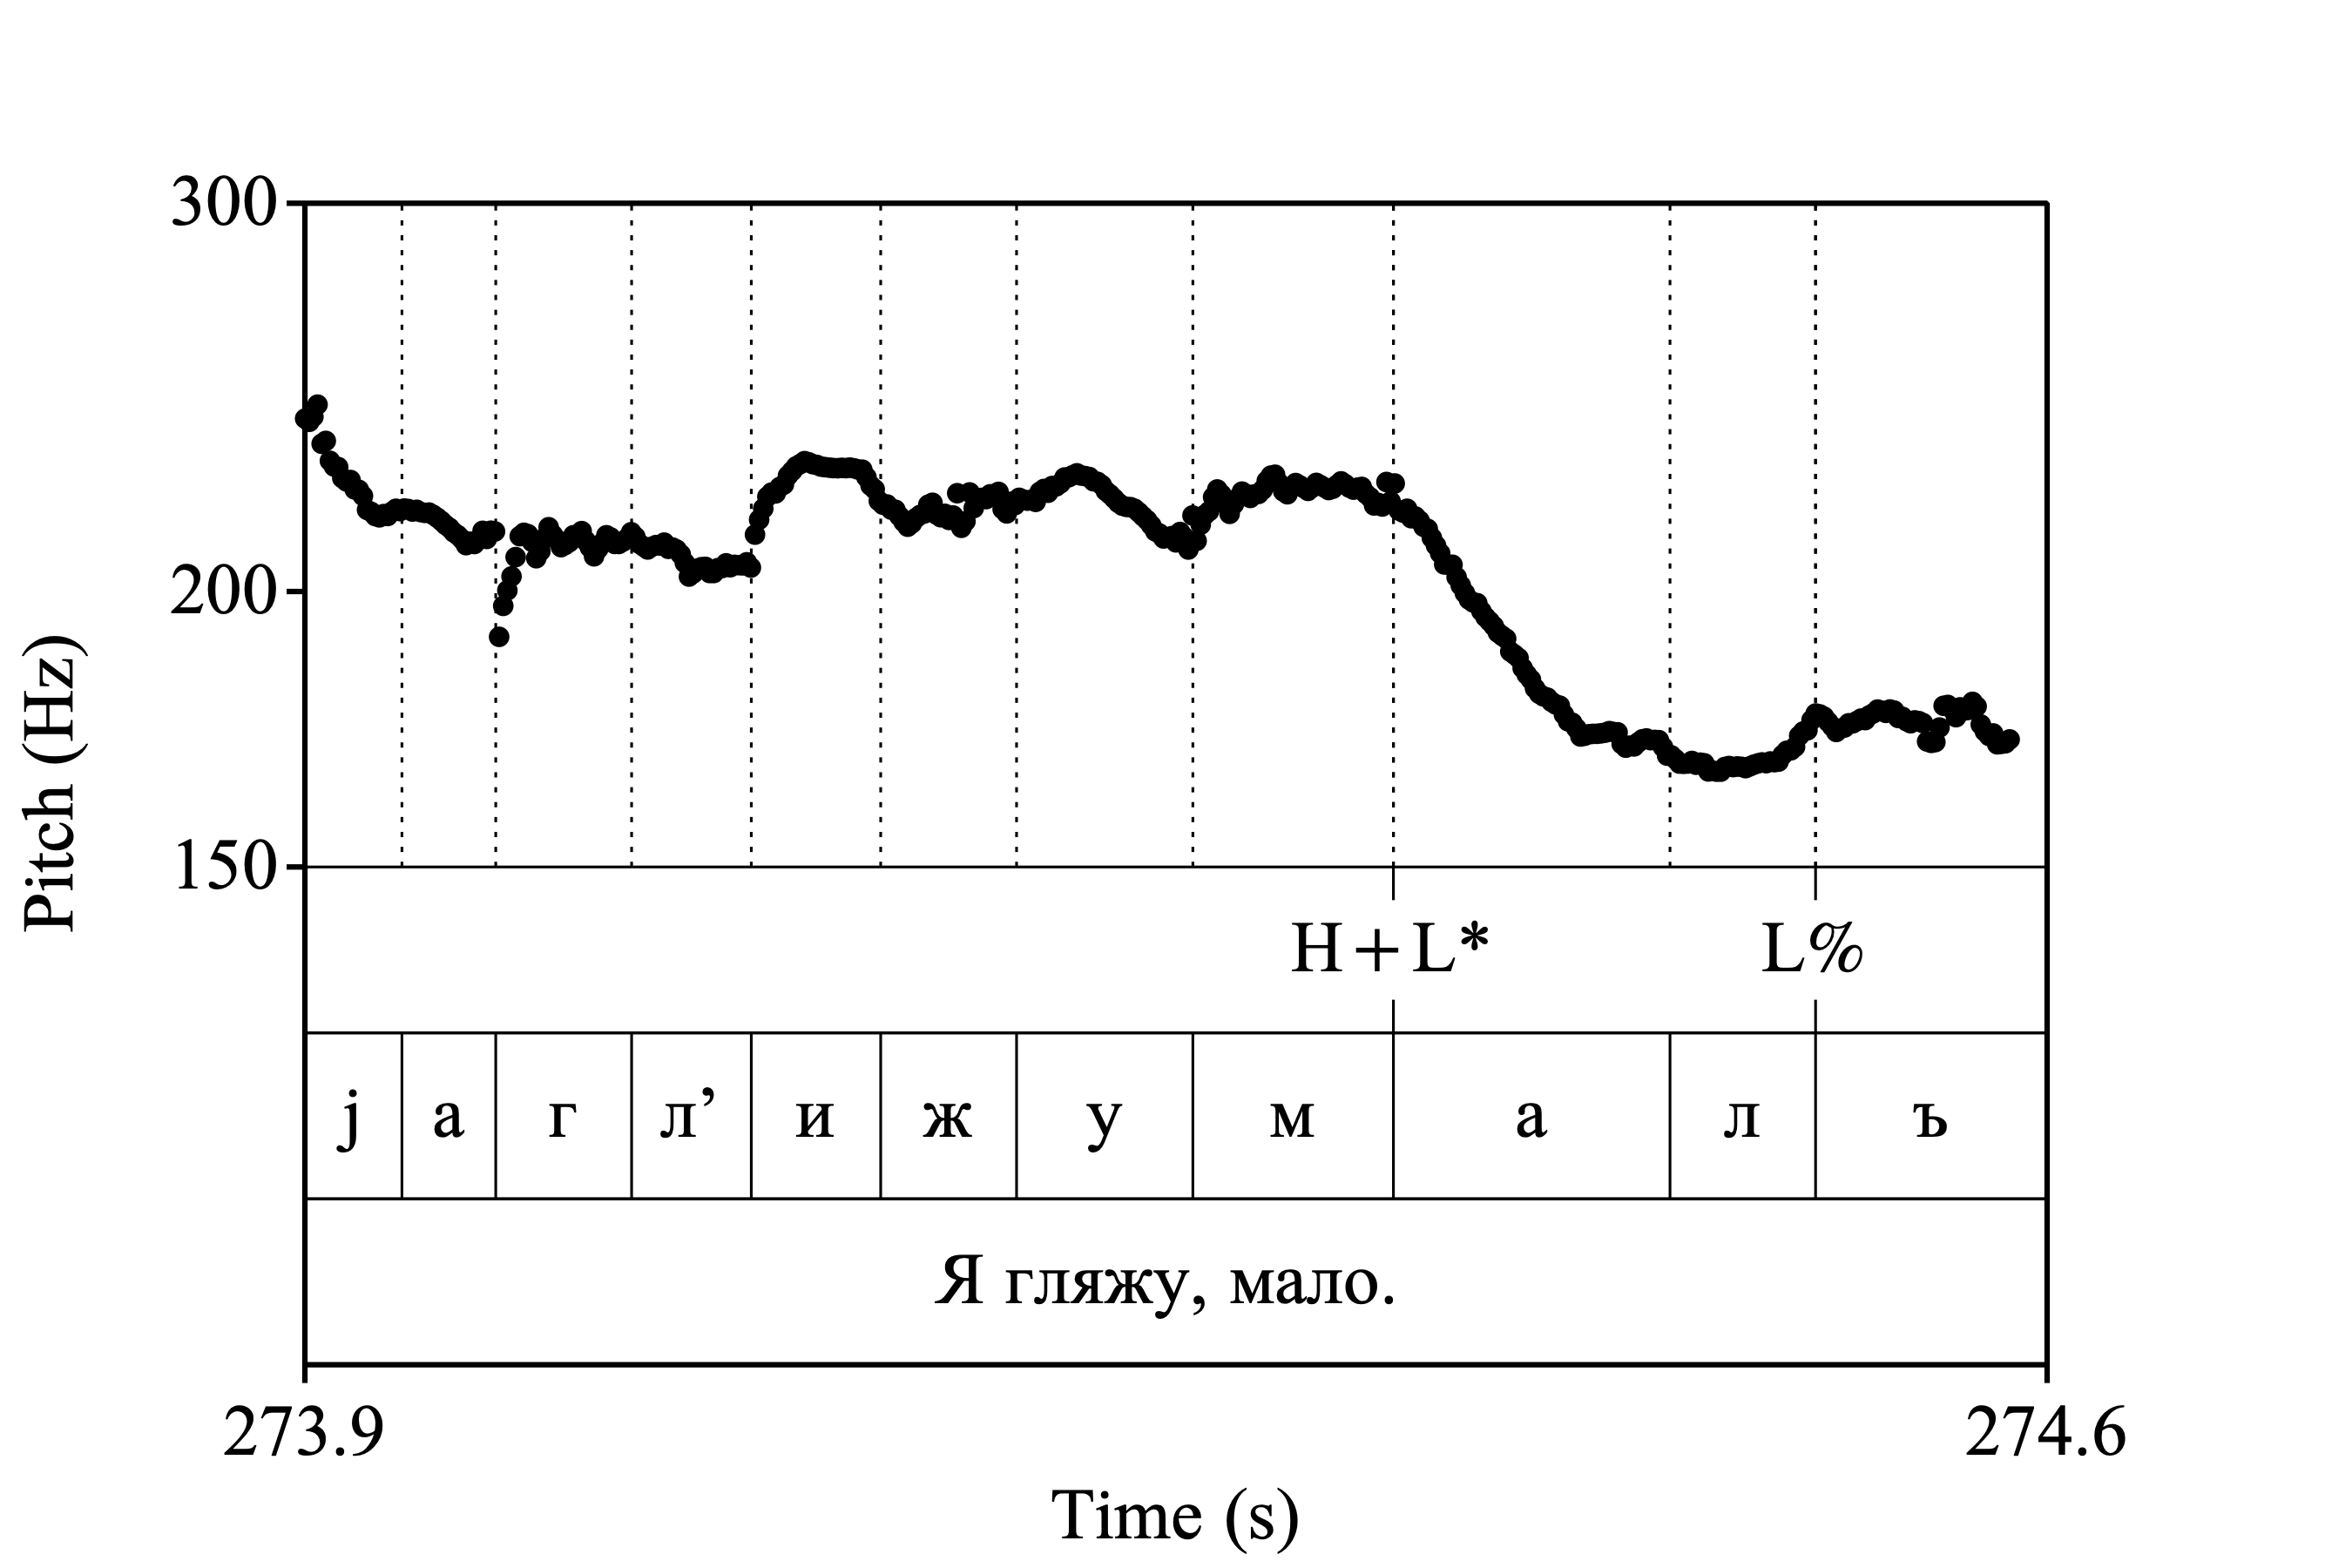 300
200
150
Pitch (Hz)
H+L* L%
j а г л’ и ж у м а л ъ
Я гляжу, мало.
273.9 274.6
Time (s)